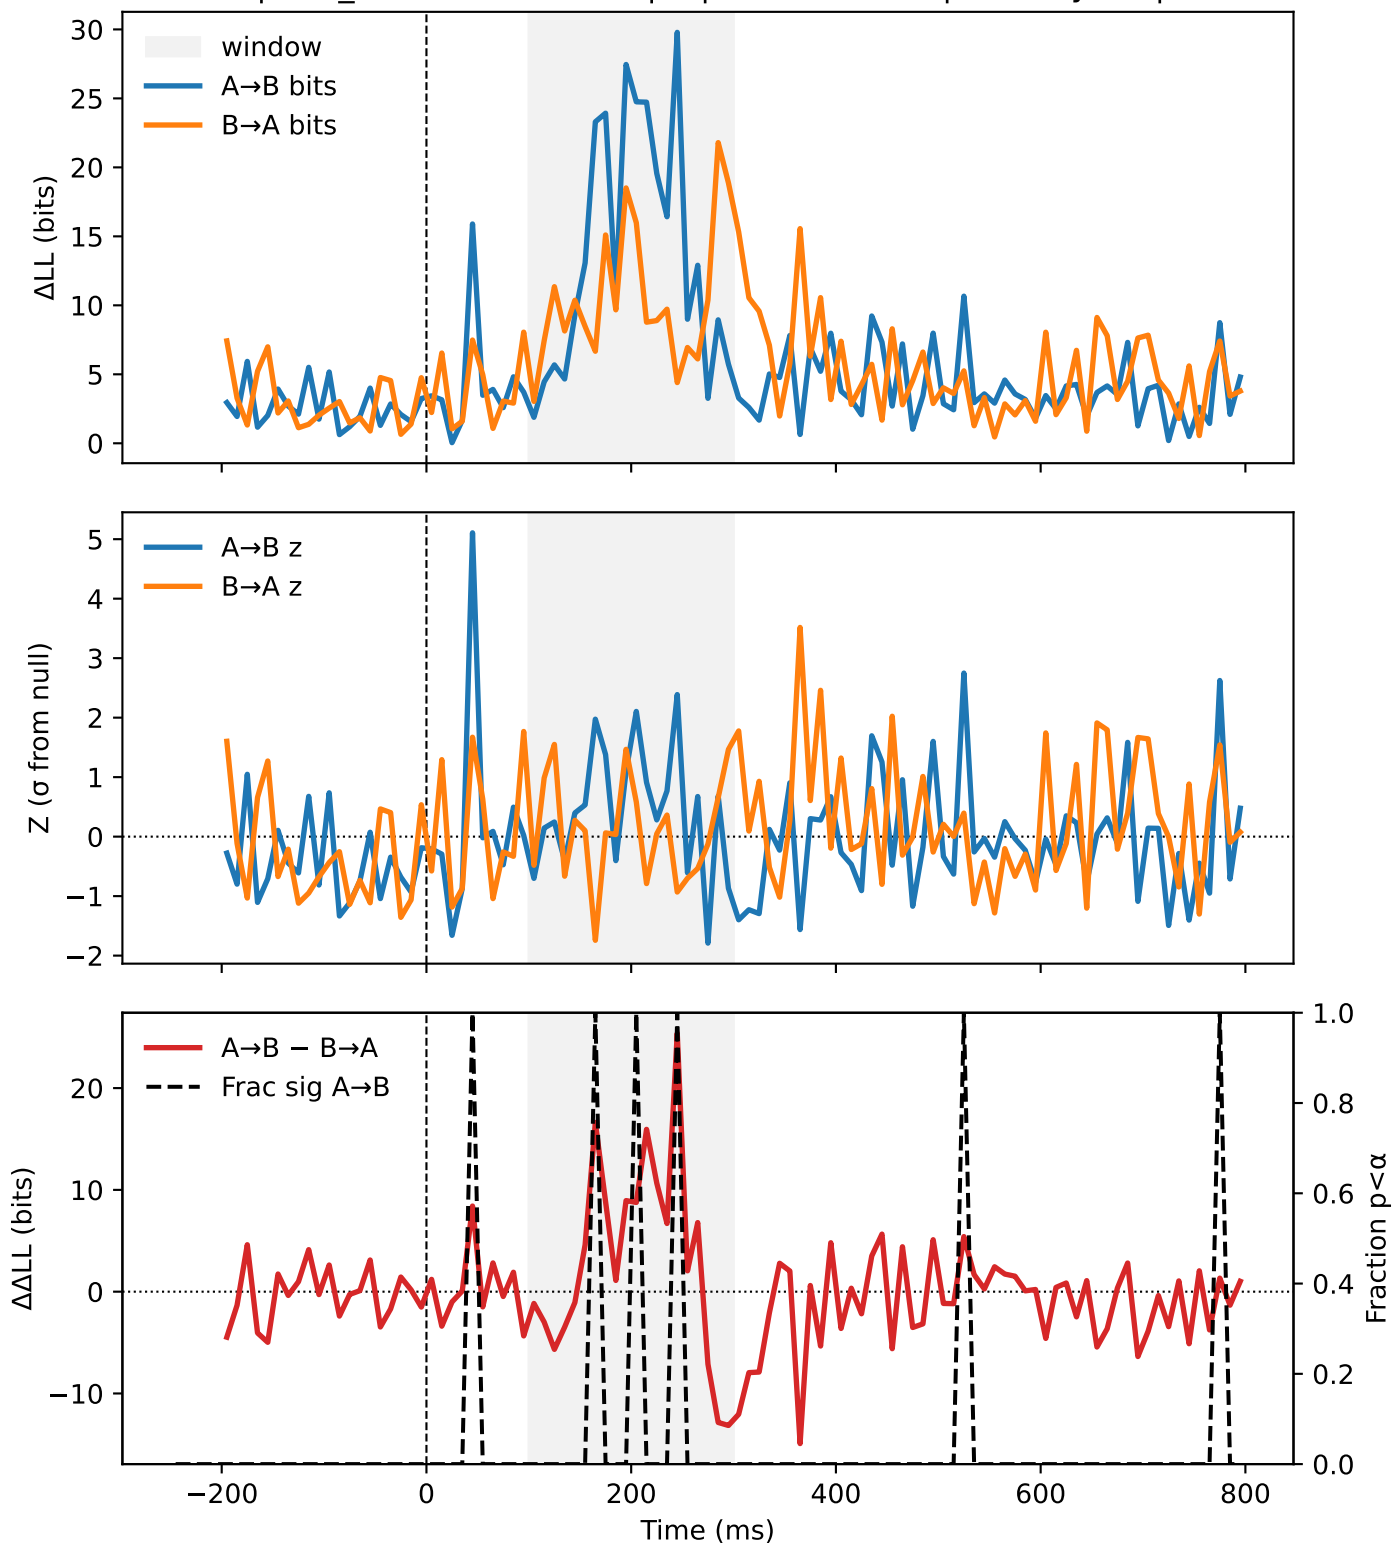 30
25
20
15
10
5
0
ΔLL (bits)
window
A→B bits
B→A bits
5
4
3
2
1
0
−1
−2
Z (σ from null)
A→B z
B→A z
20
10
0
−10
ΔΔLL (bits)
A→B − B→A
Frac sig A→B
1.0
0.8
0.6
0.4
0.2
0.0
Fraction p<α
−200 0 200 400 600 800
Time (ms)